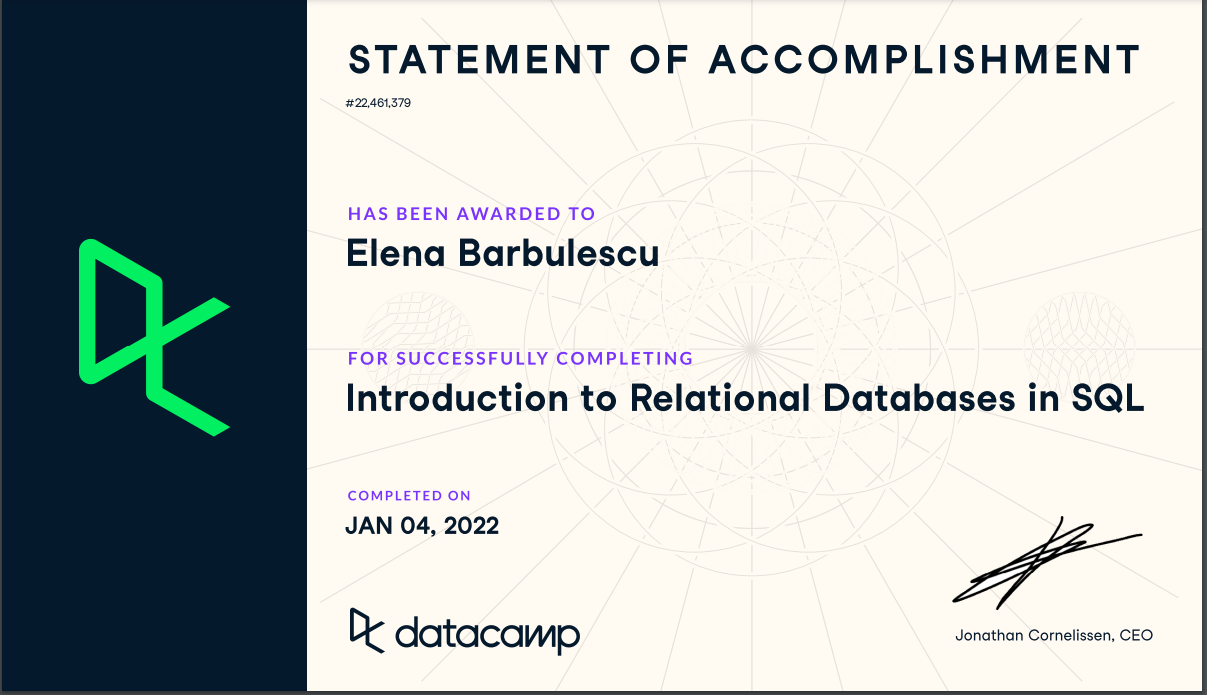 STATEMENT OF ACCOMPLISHMENT
#22,461,379
HAS BEEN AWARDED TO
Elena Barbulescu
FOR SUCCESSFULLY COMPLETING
Introduction to Relational Databases in SQL
COMPLETED ON
JAN 04, 2022
datacamp
Jonathan Cornelissen, CEO